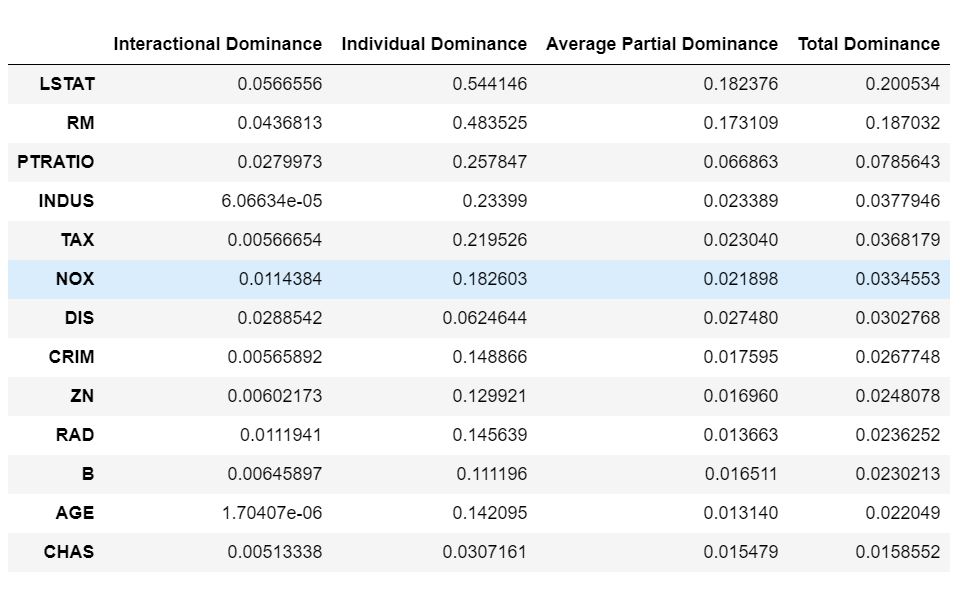 Interactional Dominance Individual Dominance Average Partial Dominance Total Dominance
LSTAT 0.0566556 0.544146 0.182376 0.200534
RM 0.0436813 0.483525 0.173109 0.187032
PTRATIO 0.0279973 0.257847 0.066863 0.0785643
INDUS 6.06634e-05 0.23399 0.023389 0.0377946
TAX 0.00566654 0.219526 0.023040 0.0368179
NOX 0.0114384 0.182603 0.021898 0.0334553
DIS 0.0288542 0.0624644 0.027480 0.0302768
CRIM 0.00565892 0.148866 0.017595 0.0267748
ZN 0.00602173 0.129921 0.016960 0.0248078
RAD 0.0111941 0.145639 0.013663 0.0236252
B 0.00645897 0.111196 0.016511 0.0230213
AGE 1.70407e-06 0.142095 0.013140 0.022049
CHAS 0.00513338 0.0307161 0.015479 0.0158552